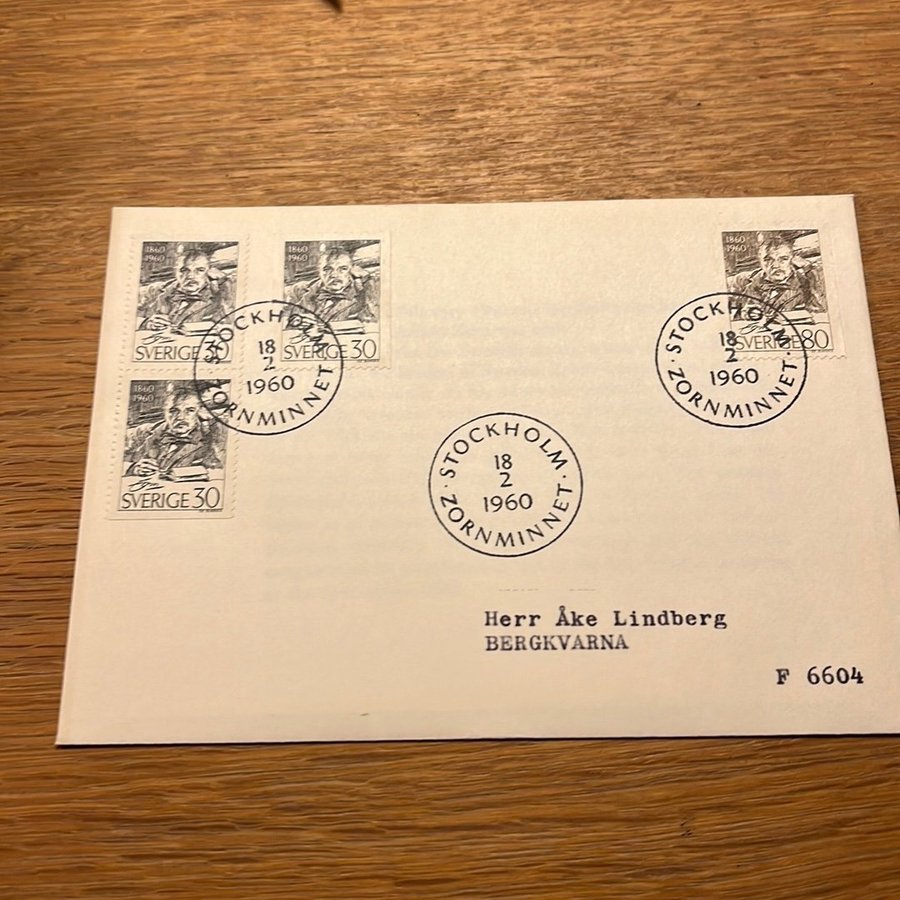 1860
1960
SVERIGE 30
1860
1960
SVERIGE 30
1860
1960
SVERIGE 80
1860
1960
SVERIGE 30
STOCKHOLM
18
2
1960
ZORNMINNET
STOCKHOLM
18
2
1960
ZORNMINNET
STOCKHOLM
18
2
1960
ZORNMINNET
Herr Åke Lindberg
BERGKVARNA
F 6604